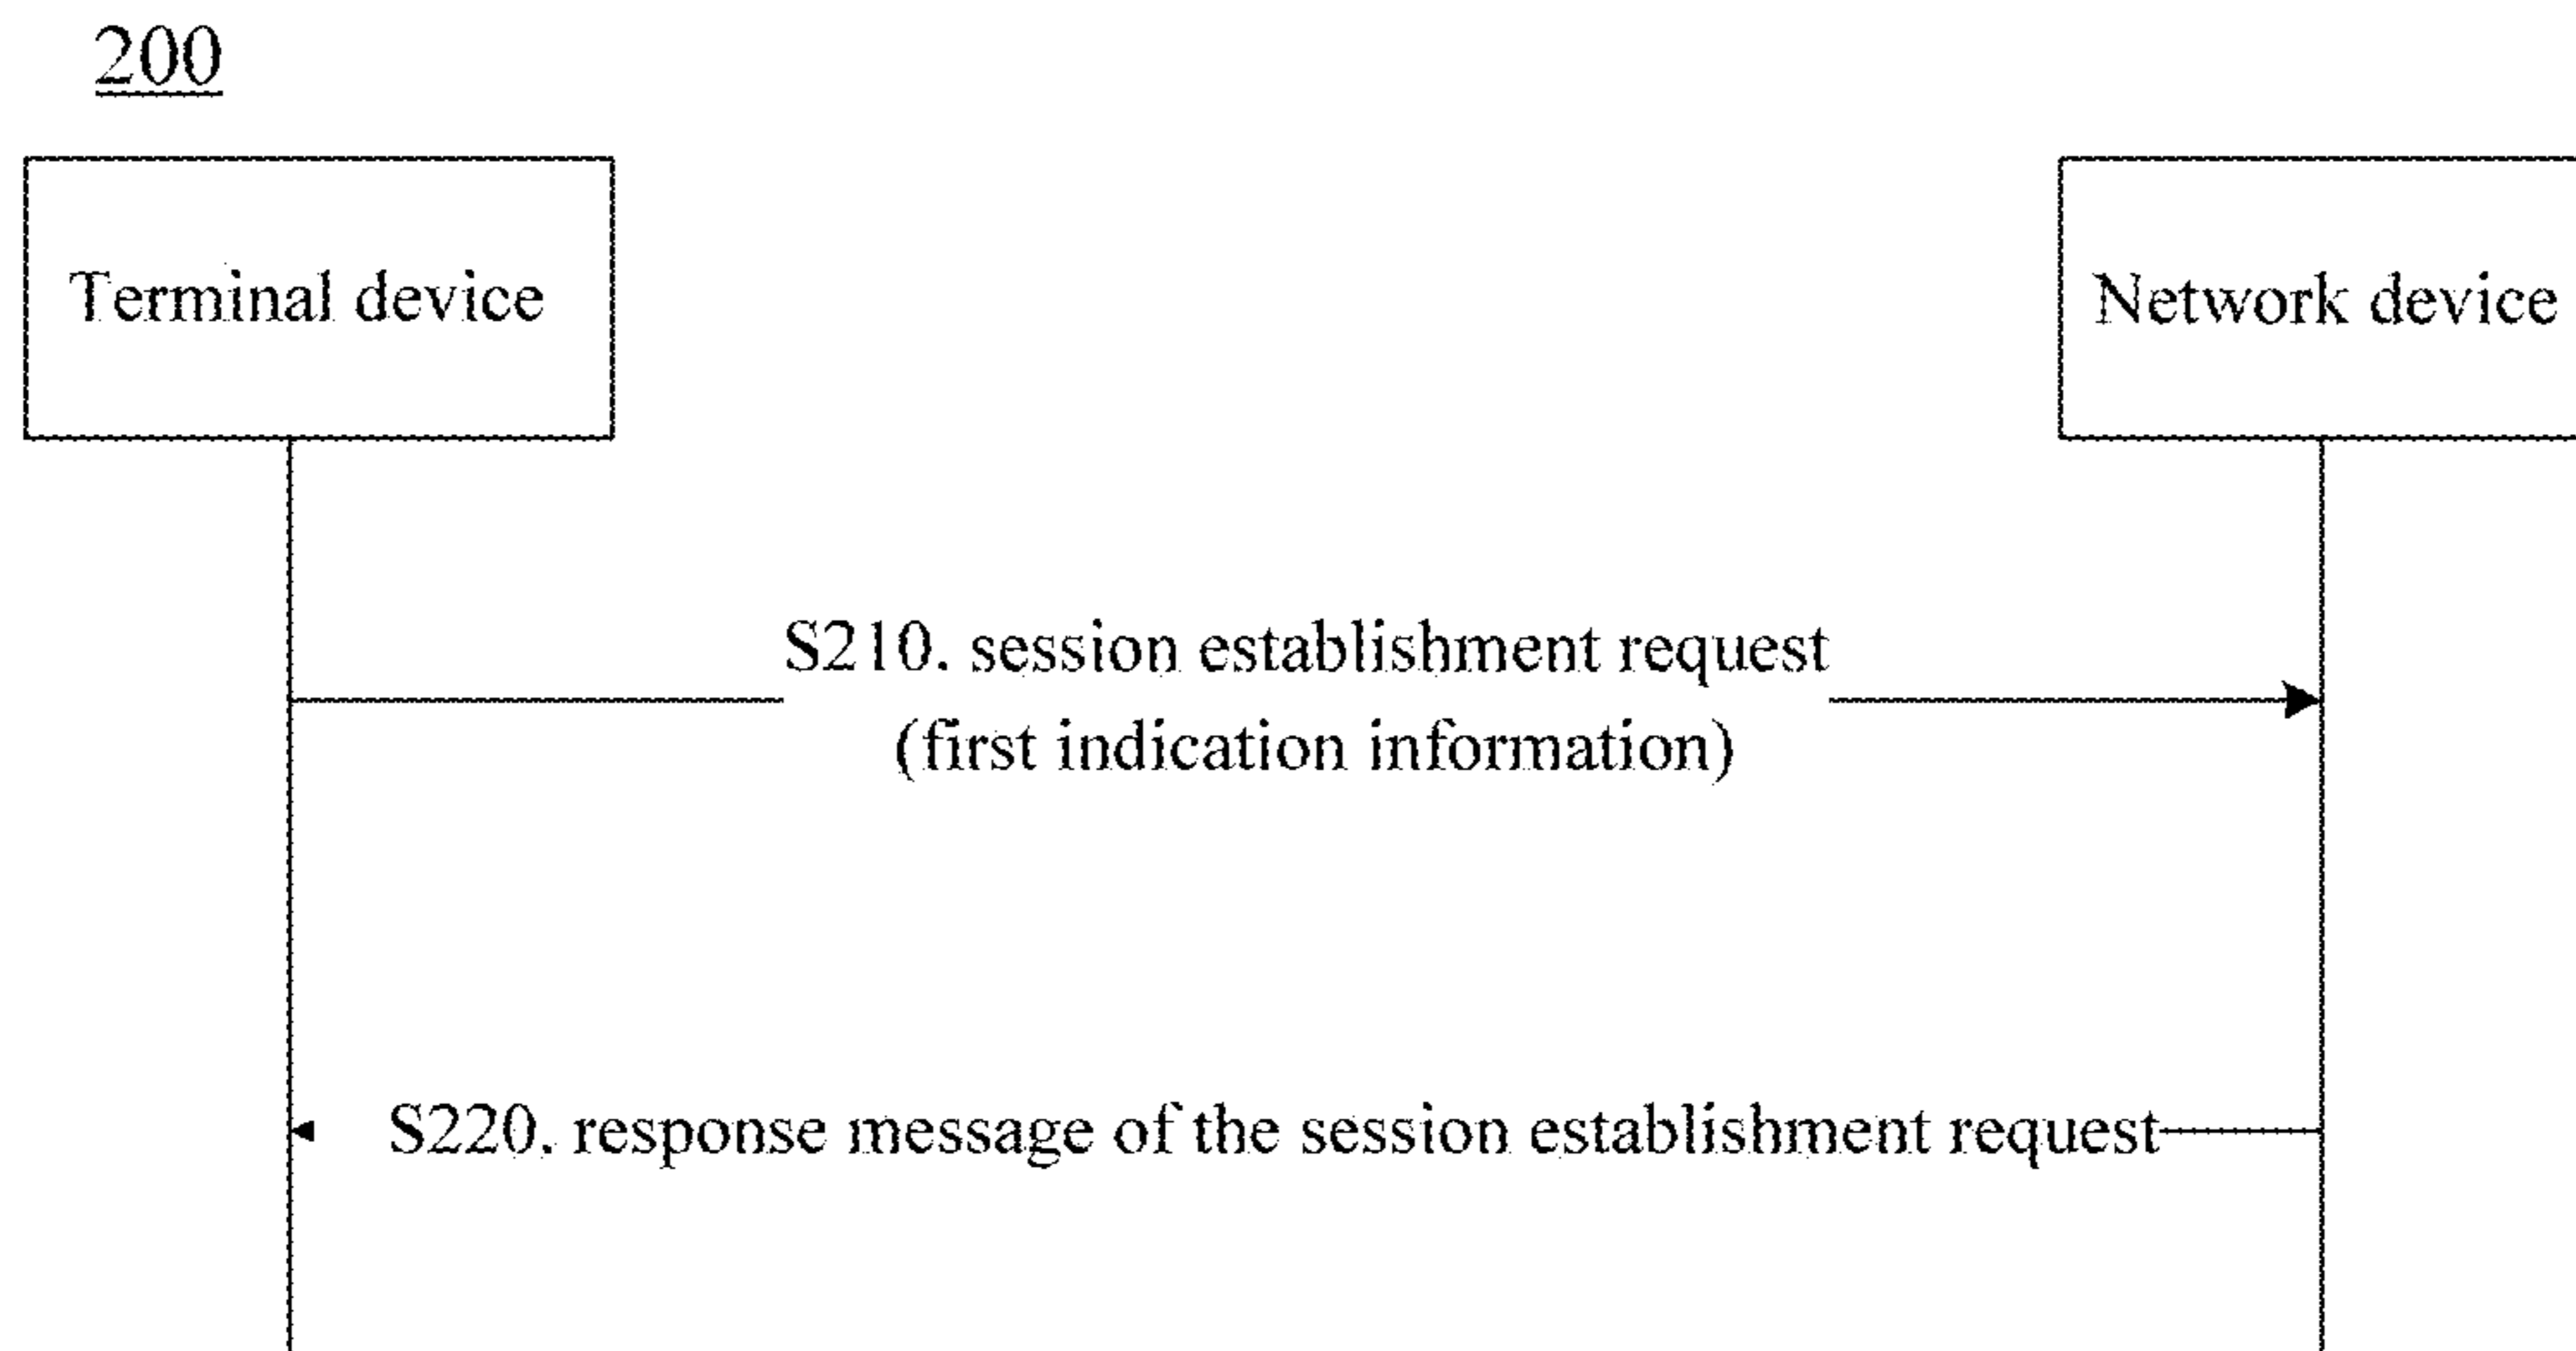 200
Terminal device
Network device
S210. session establishment request
(first indication information)
S220. response message of the session establishment request